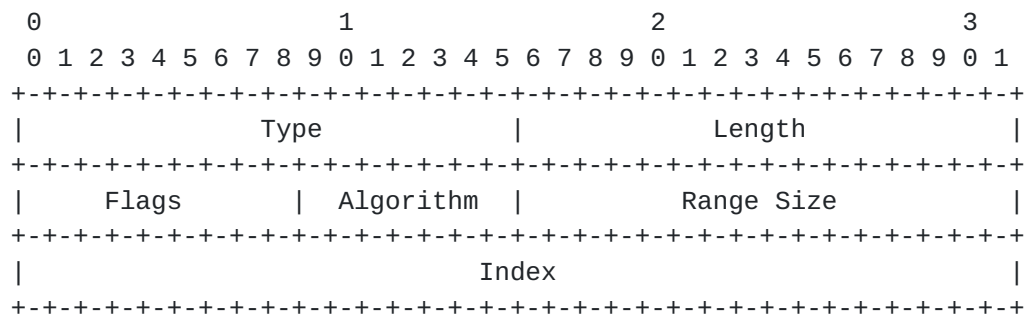 0                   1                   2                   3
 0 1 2 3 4 5 6 7 8 9 0 1 2 3 4 5 6 7 8 9 0 1 2 3 4 5 6 7 8 9 0 1
+-+-+-+-+-+-+-+-+-+-+-+-+-+-+-+-+-+-+-+-+-+-+-+-+-+-+-+-+-+-+-+-+
|               Type            |            Length             |
+-+-+-+-+-+-+-+-+-+-+-+-+-+-+-+-+-+-+-+-+-+-+-+-+-+-+-+-+-+-+-+-+
|     Flags       |  Algorithm  |          Range Size           |
+-+-+-+-+-+-+-+-+-+-+-+-+-+-+-+-+-+-+-+-+-+-+-+-+-+-+-+-+-+-+-+-+
|                             Index                             |
+-+-+-+-+-+-+-+-+-+-+-+-+-+-+-+-+-+-+-+-+-+-+-+-+-+-+-+-+-+-+-+-+